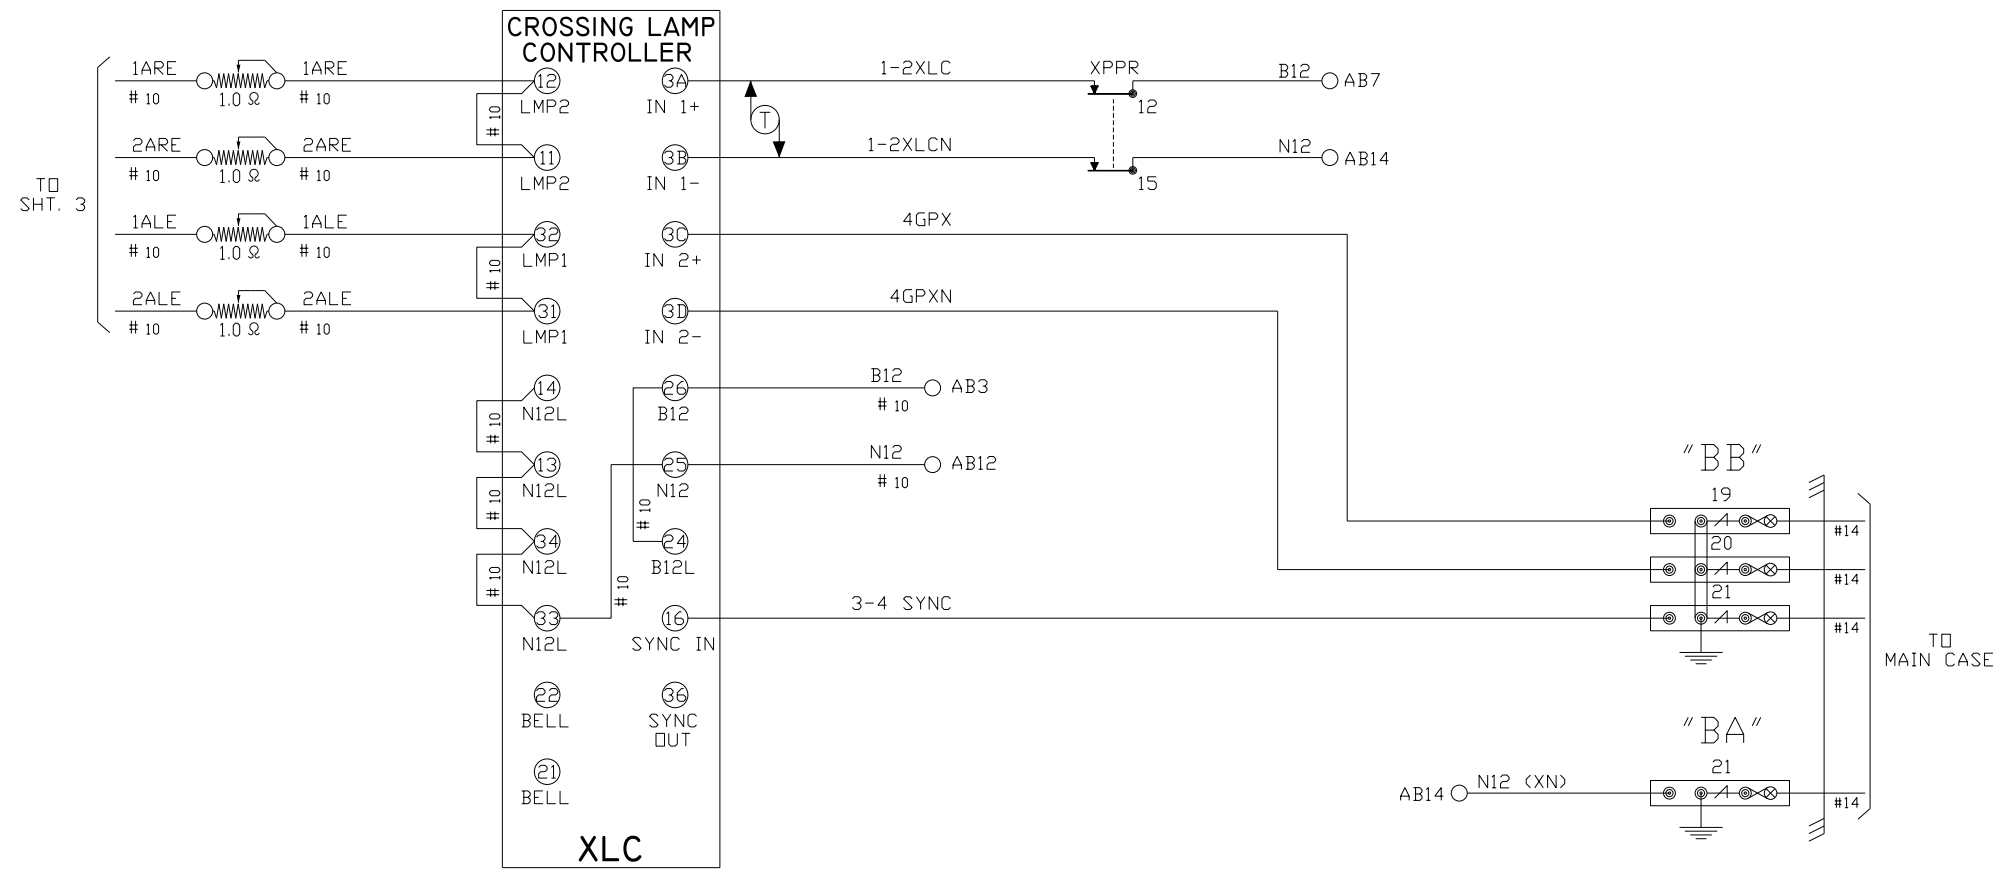 CROSSING LAMP
CONTROLLER
1ARE
# 10
1.0 Ω
1ARE
# 10
12
LMP2
# 10
2ARE
# 10
1.0 Ω
2ARE
# 10
11
LMP2
TO
SHT. 3
1ALE
# 10
1.0 Ω
1ALE
# 10
32
LMP1
# 10
2ALE
# 10
1.0 Ω
2ALE
# 10
31
LMP1
14
N12L
# 10
13
N12L
# 10
34
N12L
# 10
33
N12L
22
BELL
21
BELL
3A
IN 1+
3B
IN 1-
3C
IN 2+
3D
IN 2-
26
B12
25
N12
# 10
24
B12L
# 10
16
SYNC IN
36
SYNC
OUT
XLC
T
1-2XLC
XPPR
12
B12
AB7
1-2XLCN
15
N12
AB14
4GPX
4GPXN
B12
# 10
AB3
N12
# 10
AB12
3-4 SYNC
"BB"
19
#14
20
#14
21
#14
TO
MAIN CASE
"BA"
21
AB14
N12 (XN)
#14